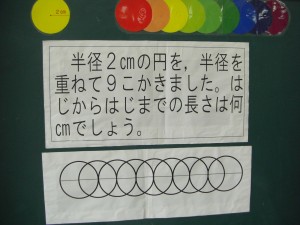 半径２cmの円を，半径を
重ねて９こかきました。は
じからはじまでの長さは何
cmでしょう。